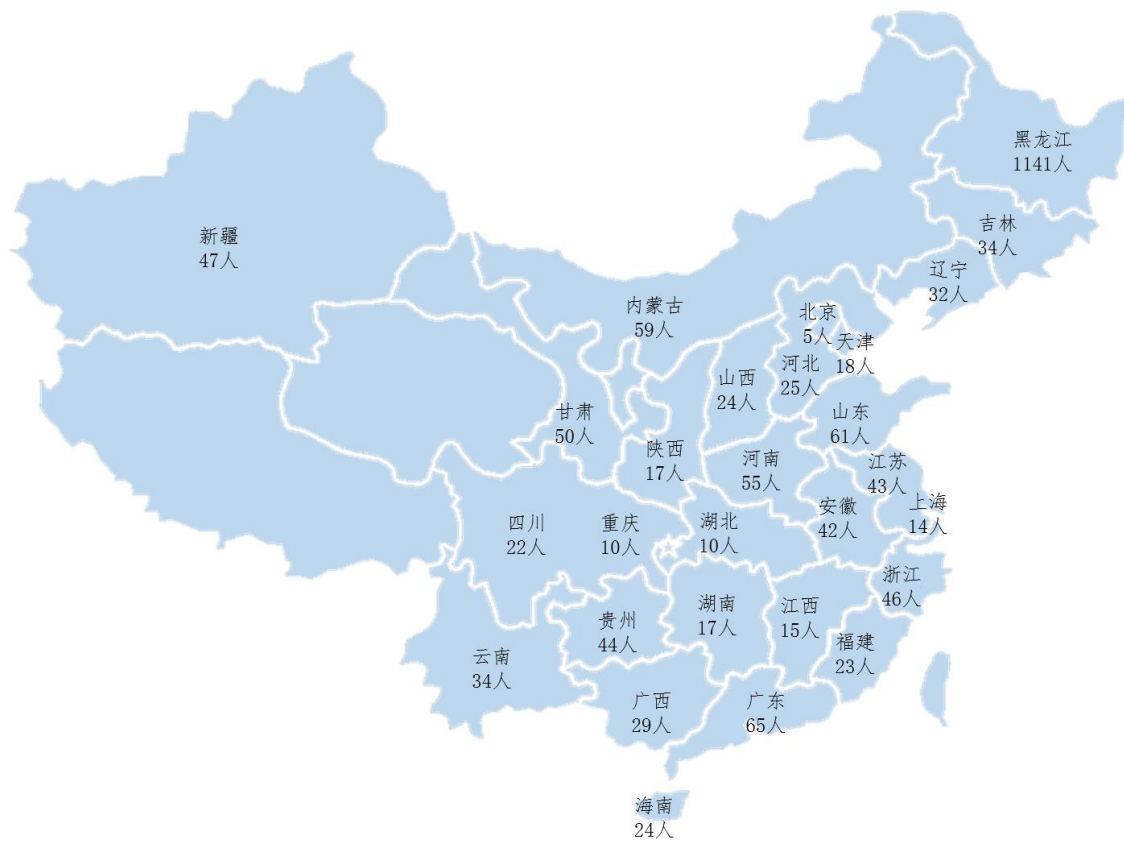 黑龙江
1141人
吉林
34人
新疆
47人
辽宁
32人
内蒙古
59人
北京
5人
天津
18人
河北
25人
山西
24人
甘肃
50人
山东
61人
陕西
17人
河南
55人
江苏
43人
安徽
42人
上海
14人
四川
22人
重庆
10人
湖北
10人
浙江
46人
湖南
17人
江西
15人
贵州
44人
福建
23人
云南
34人
广西
29人
广东
65人
海南
24人